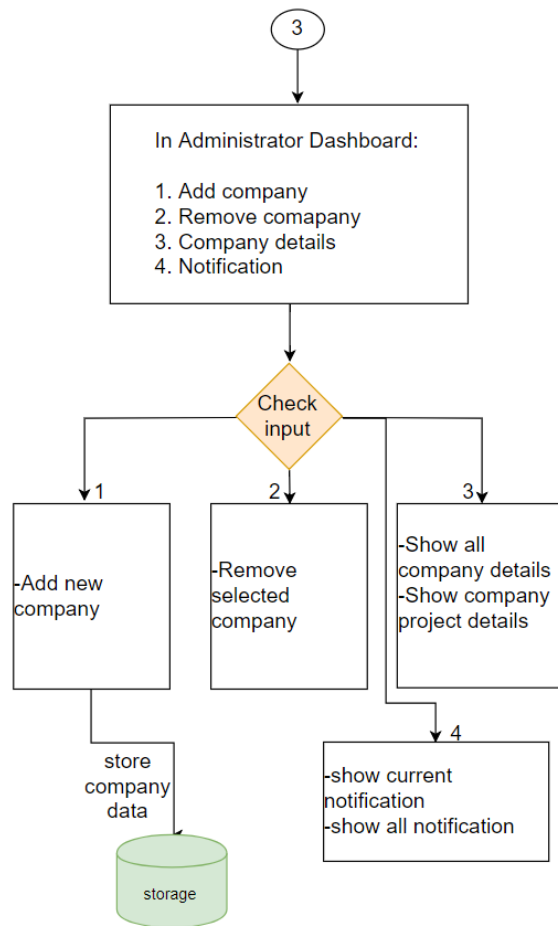 3
In Administrator Dashboard:
1. Add company
2. Remove comapany
3. Company details
4. Notification
Check
input
1
2
3
-Add new
company
-Remove
selected
company
-Show all
company details
-Show company
project details
4
store
company
data
-show current
notification
-show all notification
storage